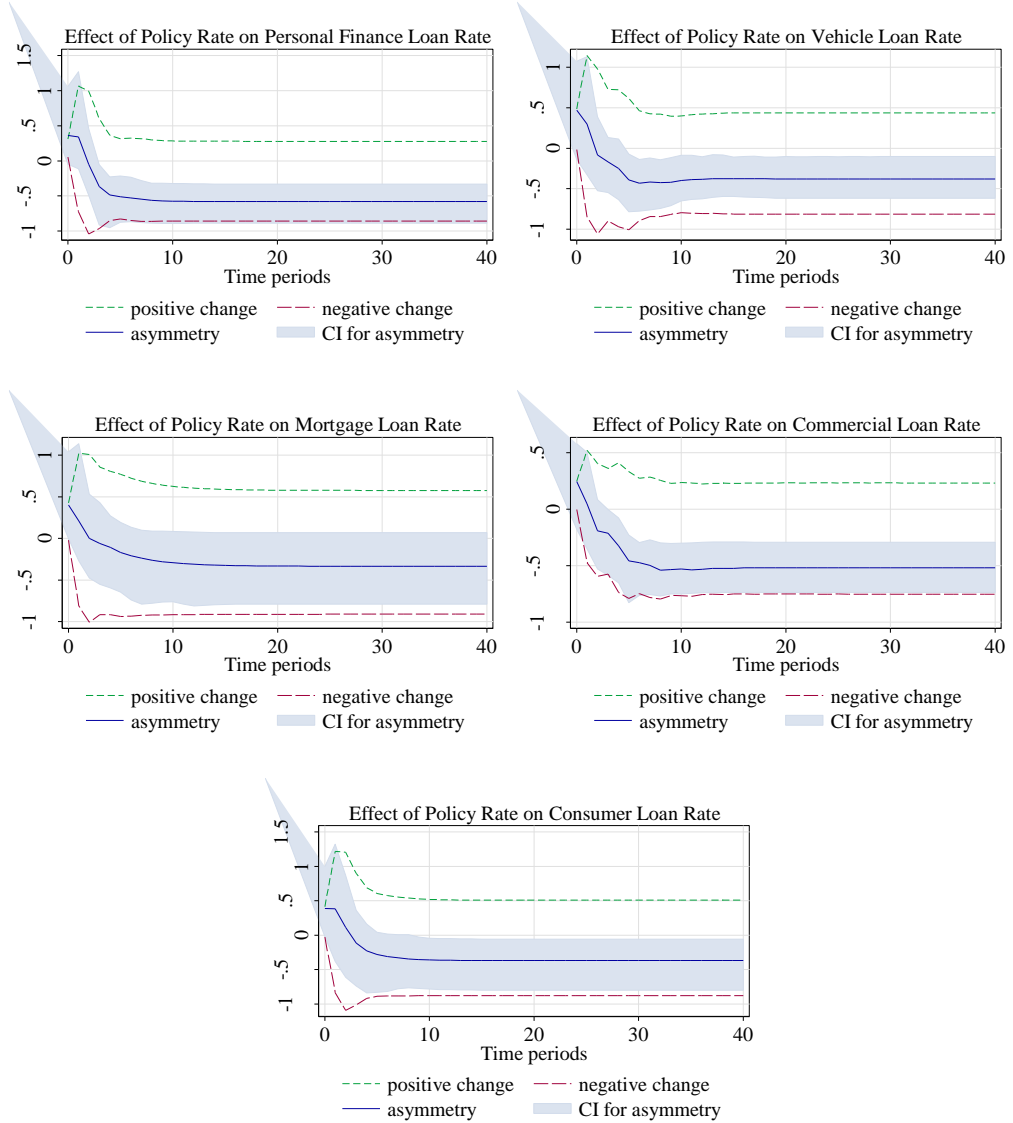 Effect of Policy Rate on Personal Finance Loan Rate
1.5
1
.5
0
-.5
-1
0 10 20 30 40
Time periods
positive change negative change
asymmetry CI for asymmetry
Effect of Policy Rate on Vehicle Loan Rate
1
.5
0
-.5
-1
0 10 20 30 40
Time periods
positive change negative change
asymmetry CI for asymmetry
Effect of Policy Rate on Mortgage Loan Rate
1
.5
0
-.5
-1
0 10 20 30 40
Time periods
positive change negative change
asymmetry CI for asymmetry
Effect of Policy Rate on Commercial Loan Rate
.5
0
-.5
-1
0 10 20 30 40
Time periods
positive change negative change
asymmetry CI for asymmetry
Effect of Policy Rate on Consumer Loan Rate
1.5
1
.5
0
-.5
-1
0 10 20 30 40
Time periods
positive change negative change
asymmetry CI for asymmetry